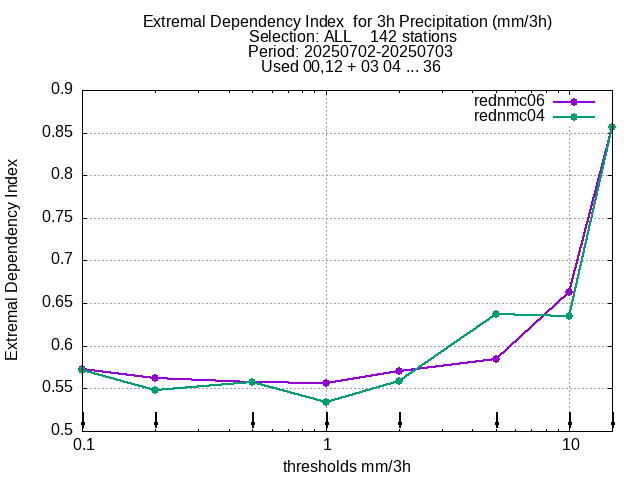 Extremal Dependency Index  for 3h Precipitation (mm/3h)
Selection: ALL    142 stations
Period: 20250702-20250703
Used 00,12 + 03 04 ... 36
rednmc06
rednmc04
0.9
0.85
0.8
0.75
0.7
0.65
0.6
0.55
0.5
Extremal Dependency Index
0.1
1
10
thresholds mm/3h